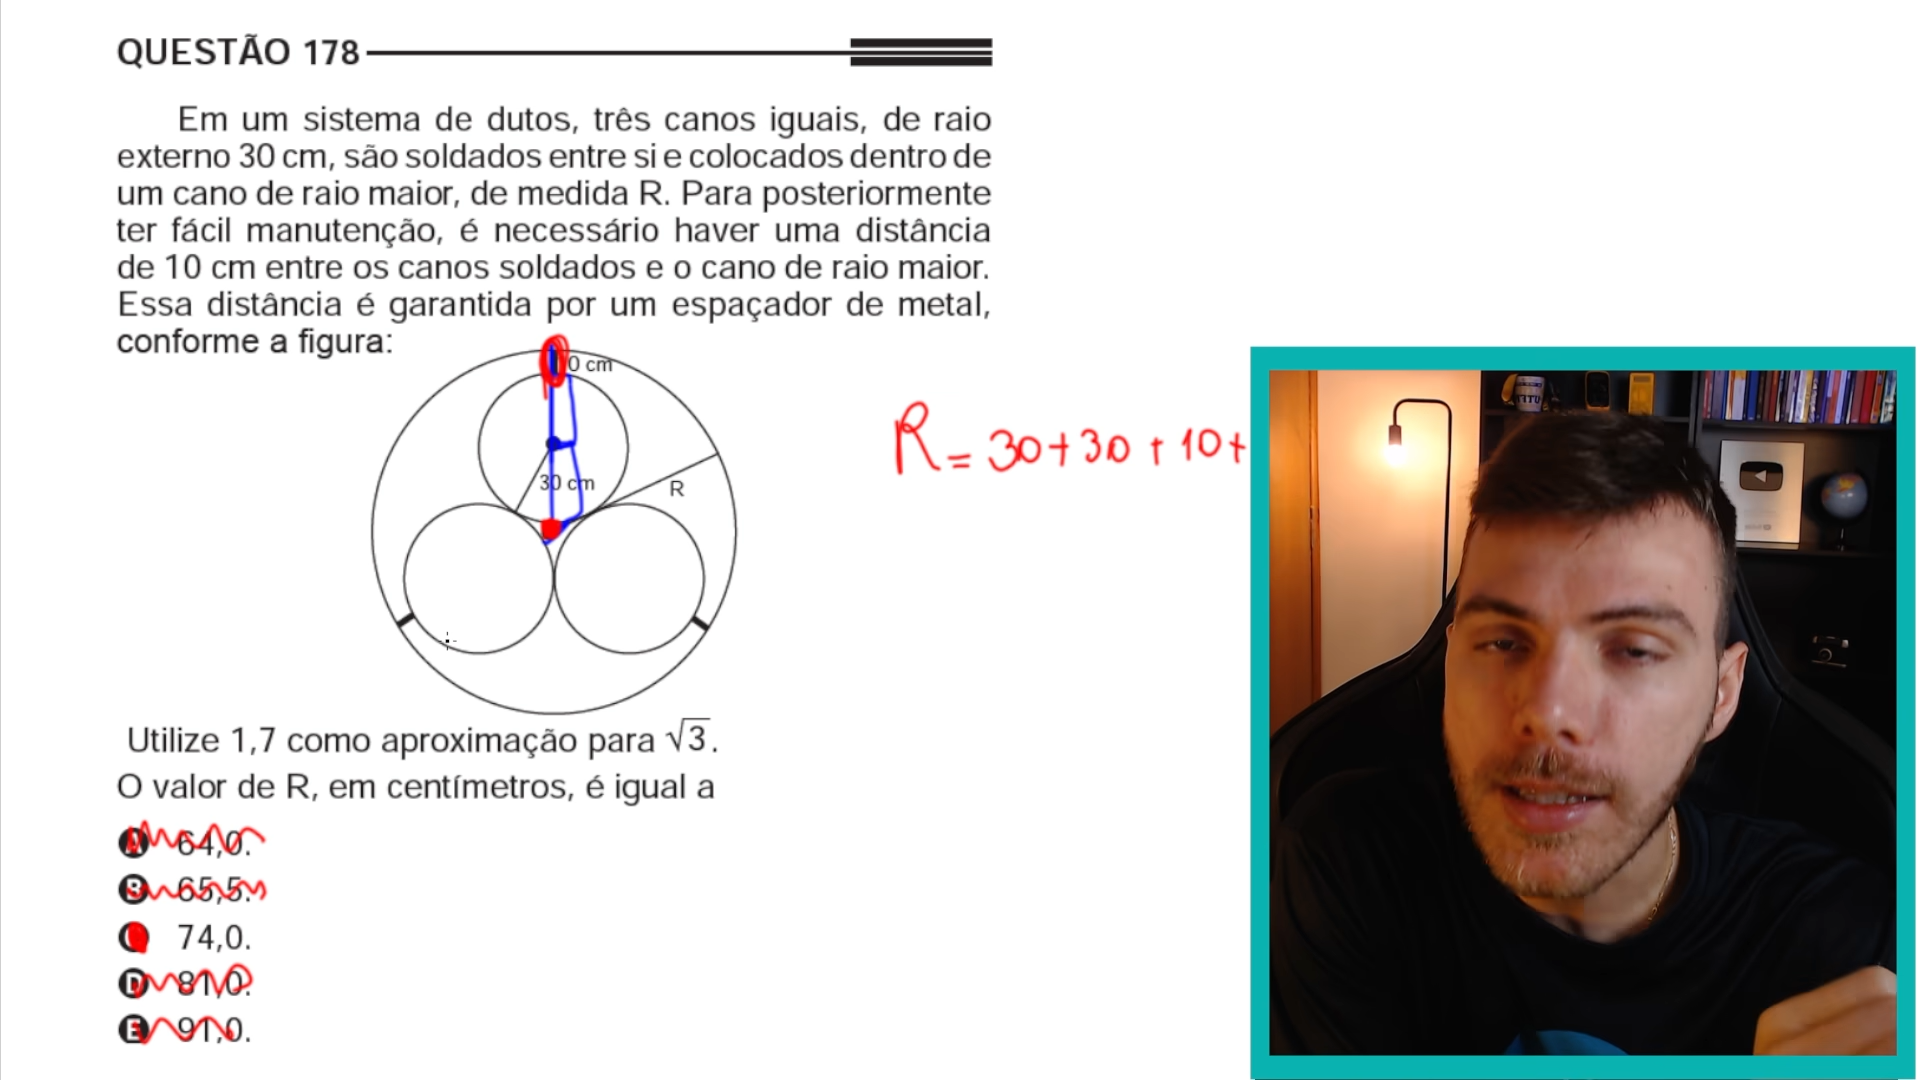 QUESTÃO 178
Em um sistema de dutos, três canos iguais, de raio
externo 30 cm, são soldados entre si e colocados dentro de
um cano de raio maior, de medida R. Para posteriormente
ter fácil manutenção, é necessário haver uma distância
de 10 cm entre os canos soldados e o cano de raio maior.
Essa distância é garantida por um espaçador de metal,
conforme a figura:
0 cm
R = 30 + 30 + 10 +
30 cm
R
Utilize 1,7 como aproximação para √3.
O valor de R, em centímetros, é igual a
64,0.
B 65,5.
74,0.
D 81,0.
E 91,0.